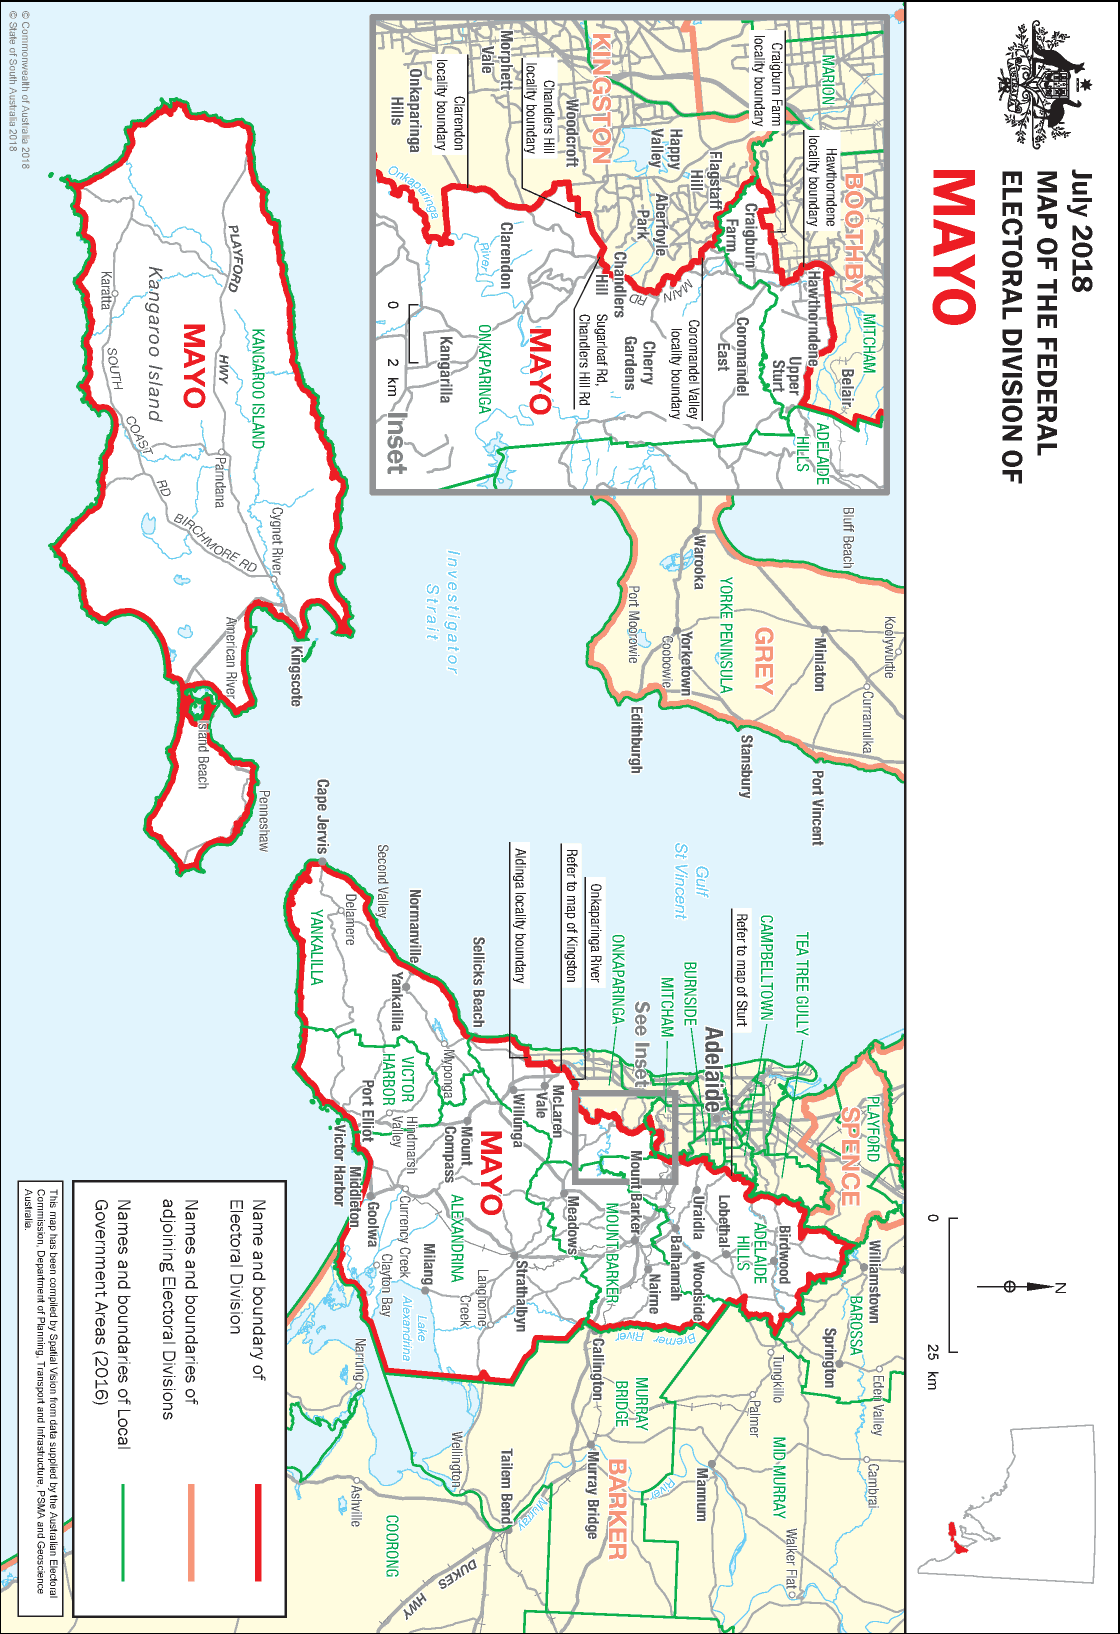 July 2018
MAP OF THE FEDERAL
ELECTORAL DIVISION OF
MAYO
0
25 km
N
MARION
Craigburn Farm
locality boundary
Hawthorndene
locality boundary
BOOTHBY
MITCHAM
KINGSTON
Happy
Valley
Flagstaff
Hill
Craigburn
Farm
Hawthorndene
Belair
Morphett
Vale
Chandlers Hill
locality boundary
Woodcroft
Aberfoyle
Park
Upper
Sturt
ADELAIDE
HILLS
Clarendon
locality boundary
Onkaparinga
Hills
Onkaparinga
River
Clarendon
Chandlers
Hill
MAIN
RD
Coromandel
East
Coromandel Valley
locality boundary
Cherry
Gardens
Sugarloaf Rd,
Chandlers Hill Rd
MAYO
ONKAPARINGA
Kangarilla
0
2 km
Inset
Bluff Beach
Koolywurtie
Warooka
YORKE PENINSULA
GREY
Minlaton
Curramulka
Port Moorowie
Yorketown
Coobowie
Edithburgh
Stansbury
Port Vincent
Investigator
Strait
Gulf
St Vincent
PLAYFORD
HWY
KANGAROO ISLAND
Kangaroo Island
MAYO
Karatta
SOUTH
COAST
RD
Parndana
BIRCHMORE RD
Cygnet River
American River
Kingscote
Island Beach
Penneshaw
Cape Jervis
Second Valley
Delamere
YANKALILLA
Normanville
Yankalilla
Sellicks Beach
Aldinga locality boundary
Refer to map of Kingston
Onkaparinga River
ONKAPARINGA
See Inset
MITCHAM
BURNSIDE
Adelaide
Refer to map of Sturt
CAMPBELLTOWN
TEA TREE GULLY
PLAYFORD
SPENCE
Myponga
VICTOR
HARBOR
Hindmarsh
Valley
Port Elliot
Victor Harbor
Middleton
Goolwa
Willunga
McLaren
Vale
Mount
Compass
MAYO
ALEXANDRINA
Currency Creek
Clayton Bay
Milang
Lake
Alexandrina
Langhorne
Creek
Strathalbyn
Meadows
Mount Barker
MOUNT BARKER
Nairne
Balhannah
Uraidla
Lobethal
Woodside
ADELAIDE
HILLS
Birdwood
Williamstown
BAROSSA
Springton
Eden Valley
Tungkillo
Palmer
Cambrai
MID-MURRAY
Walker Flat
Bremer River
Callington
MURRAY
BRIDGE
Mannum
River
BARKER
Murray Bridge
Murray
Tailem Bend
Wellington
Narrung
Ashville
COORONG
DUKES
HWY
Name and boundary of
Electoral Division
Names and boundaries of
adjoining Electoral Divisions
Names and boundaries of Local
Government Areas (2016)
This map has been compiled by Spatial Vision from data supplied by the Australian Electoral
Commission, Department of Planning, Transport and Infrastructure, PSMA and Geoscience
Australia.
© Commonwealth of Australia 2018
© State of South Australia 2018